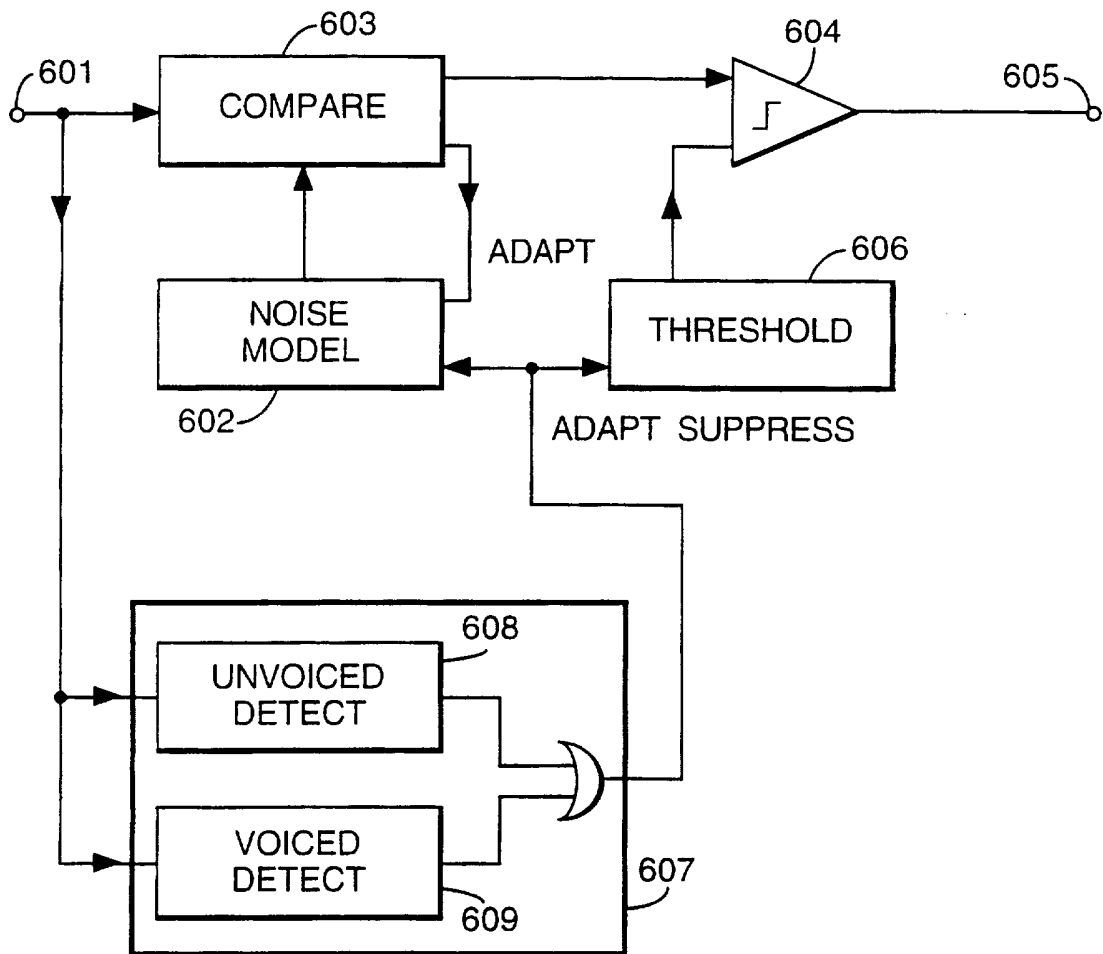 603
604
601
605
COMPARE
ADAPT
606
NOISE
MODEL
THRESHOLD
602
ADAPT SUPPRESS
608
UNVOICED
DETECT
VOICED
DETECT
607
609